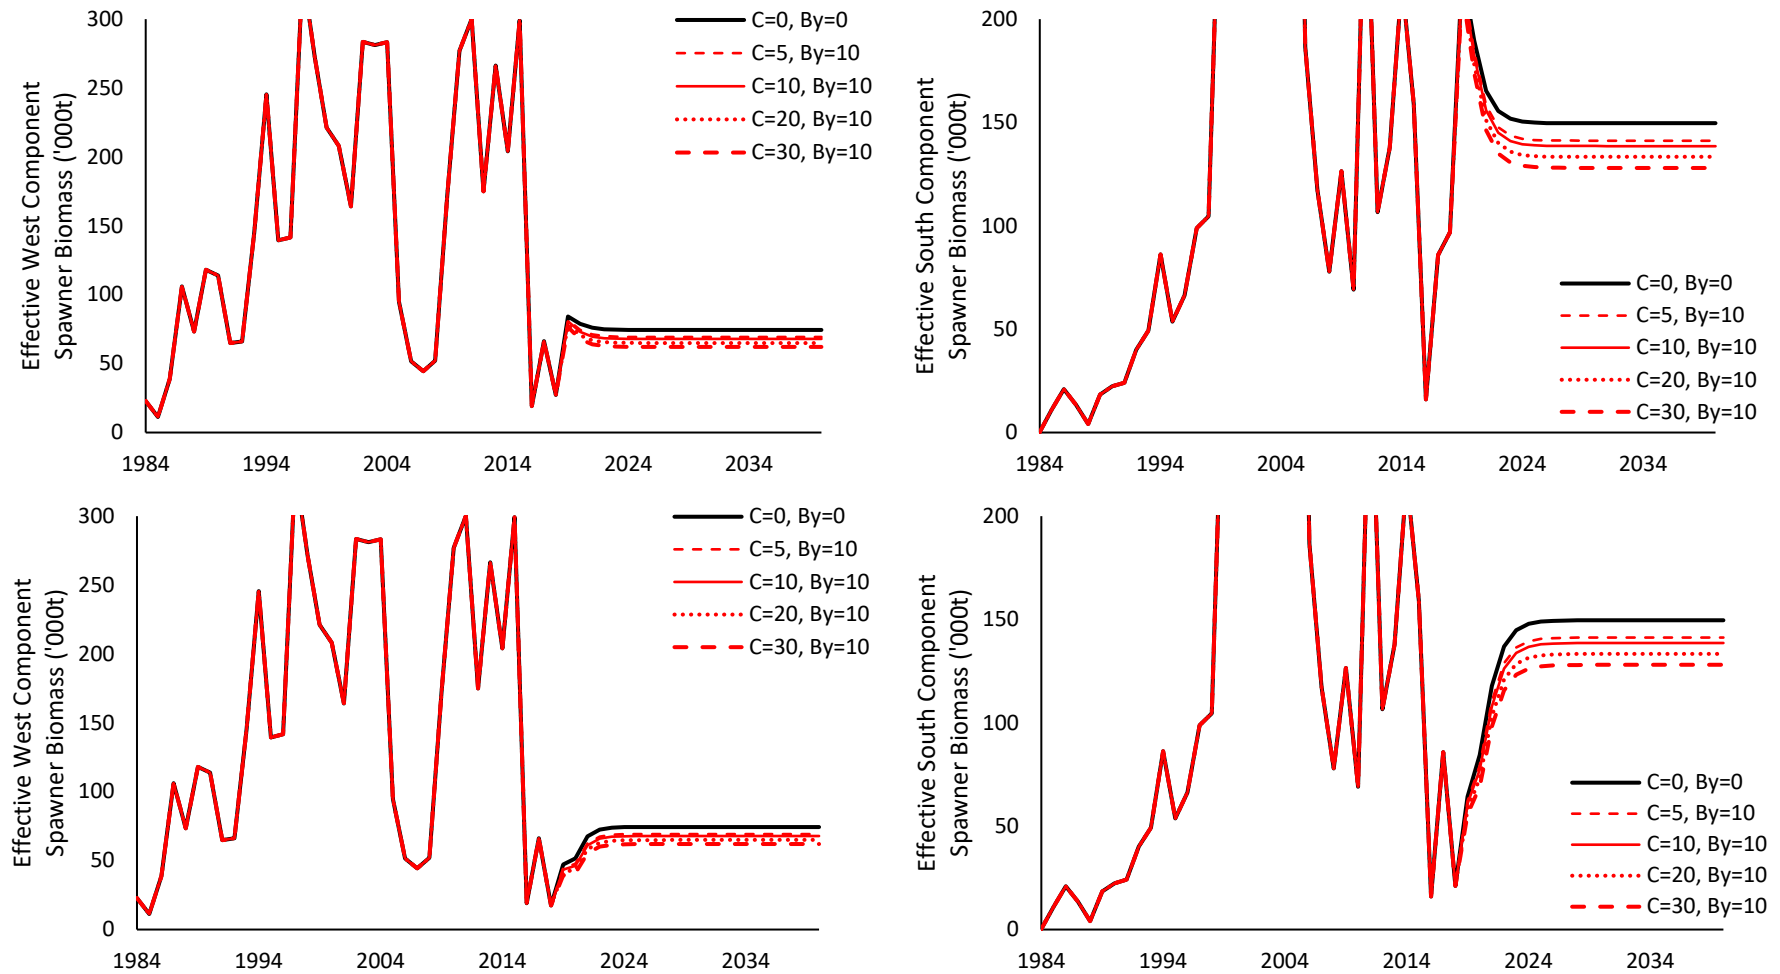 Effective West Component
Spawner Biomass ('000t)
300
250
200
150
100
50
0
1984
1994
2004
2014
2024
2034
C=0, By=0
C=5, By=10
C=10, By=10
C=20, By=10
C=30, By=10
Effective South Component
Spawner Biomass ('000t)
200
150
100
50
0
1984
1994
2004
2014
2024
2034
C=0, By=0
C=5, By=10
C=10, By=10
C=20, By=10
C=30, By=10
Effective West Component
Spawner Biomass ('000t)
300
250
200
150
100
50
0
1984
1994
2004
2014
2024
2034
C=0, By=0
C=5, By=10
C=10, By=10
C=20, By=10
C=30, By=10
Effective South Component
Spawner Biomass ('000t)
200
150
100
50
0
1984
1994
2004
2014
2024
2034
C=0, By=0
C=5, By=10
C=10, By=10
C=20, By=10
C=30, By=10